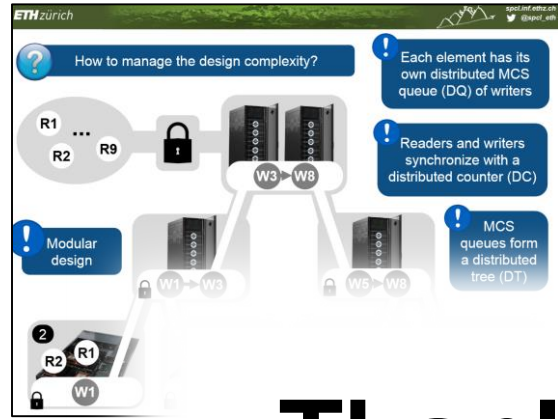 ETH zürich
spcl.inf.ethz.ch
@spcl_eth
? How to manage the design complexity?
! Each element has its
own distributed MCS
queue (DQ) of writers
R1
...
R2
R9
W3
W8
! Readers and writers
synchronize with a
distributed counter (DC)
! Modular
design
! MCS
queues form
a distributed
tree (DT)
W1
W3
W5
W8
2
R2
R1
W1